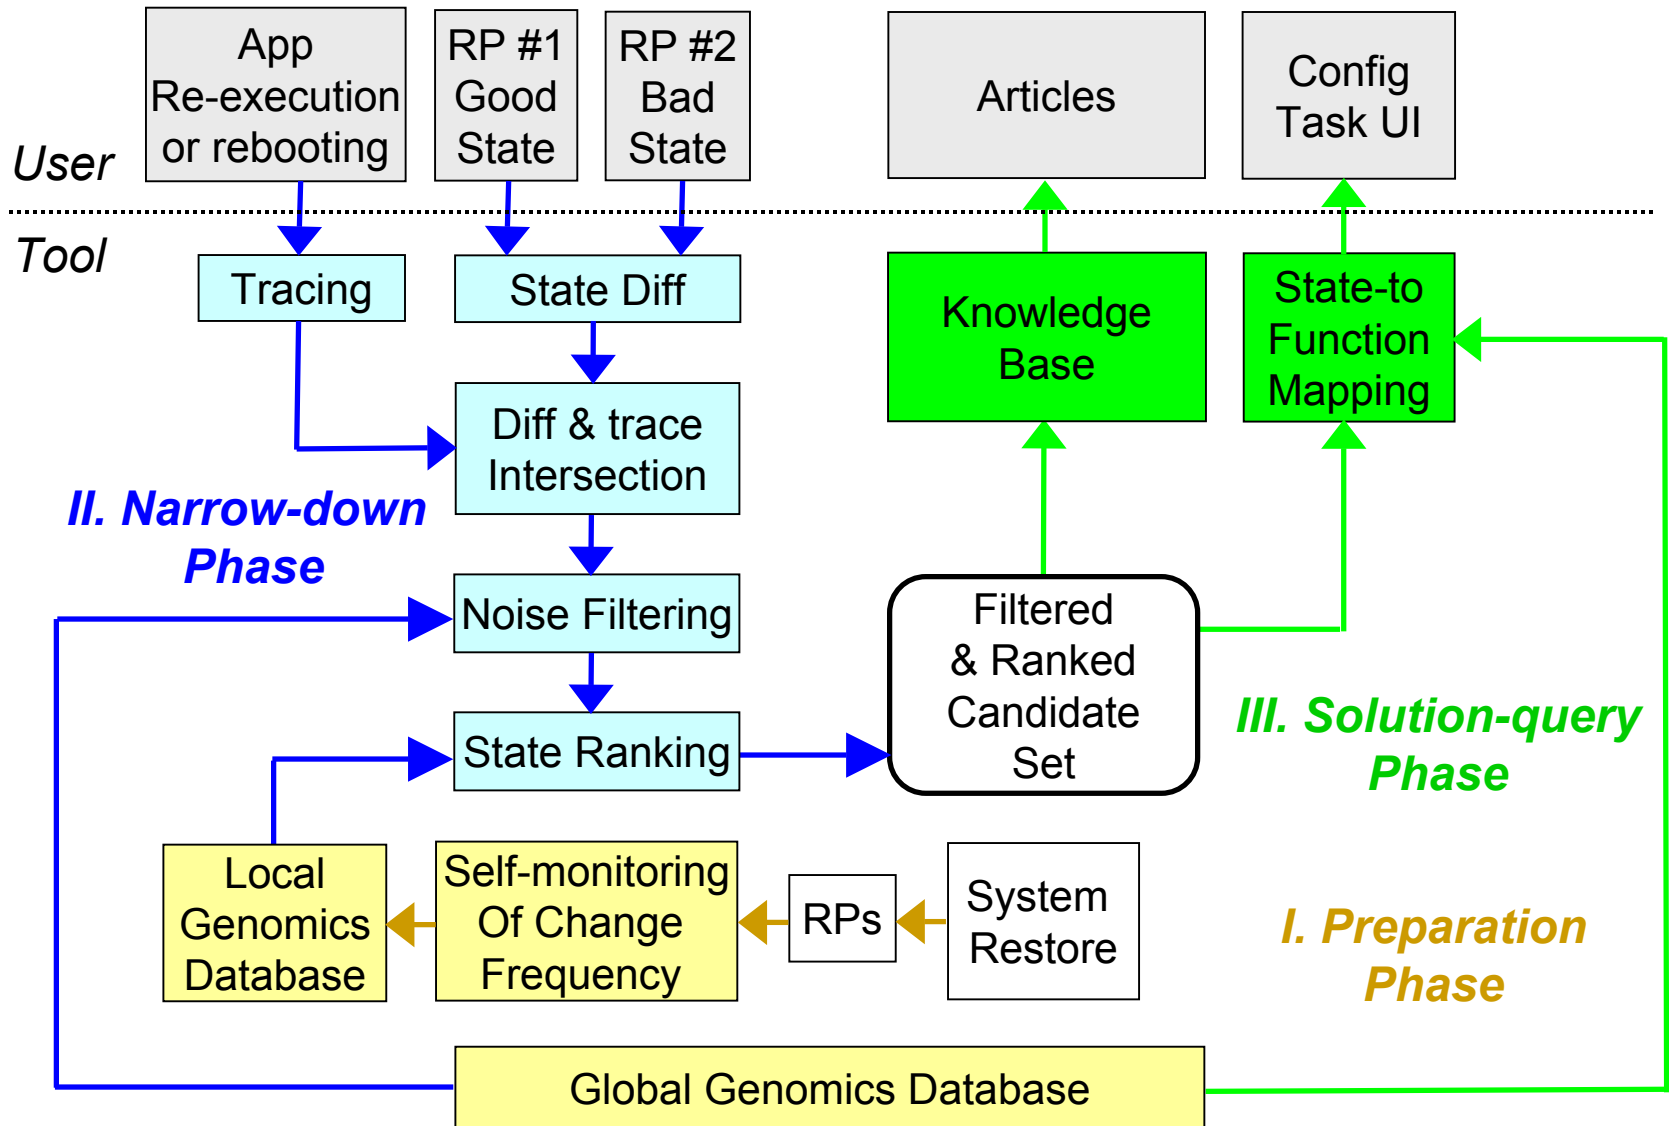 App
Re-execution
or rebooting
RP #1
Good
State
RP #2
Bad
State
Articles
Config
Task UI
User
Tool
Tracing
State Diff
Knowledge
Base
State-to
Function
Mapping
Diff & trace
Intersection
II. Narrow-down
Phase
Noise Filtering
Filtered
& Ranked
Candidate
Set
State Ranking
III. Solution-query
Phase
Local
Genomics
Database
Self-monitoring
Of Change
Frequency
RPs
System
Restore
I. Preparation
Phase
Global Genomics Database